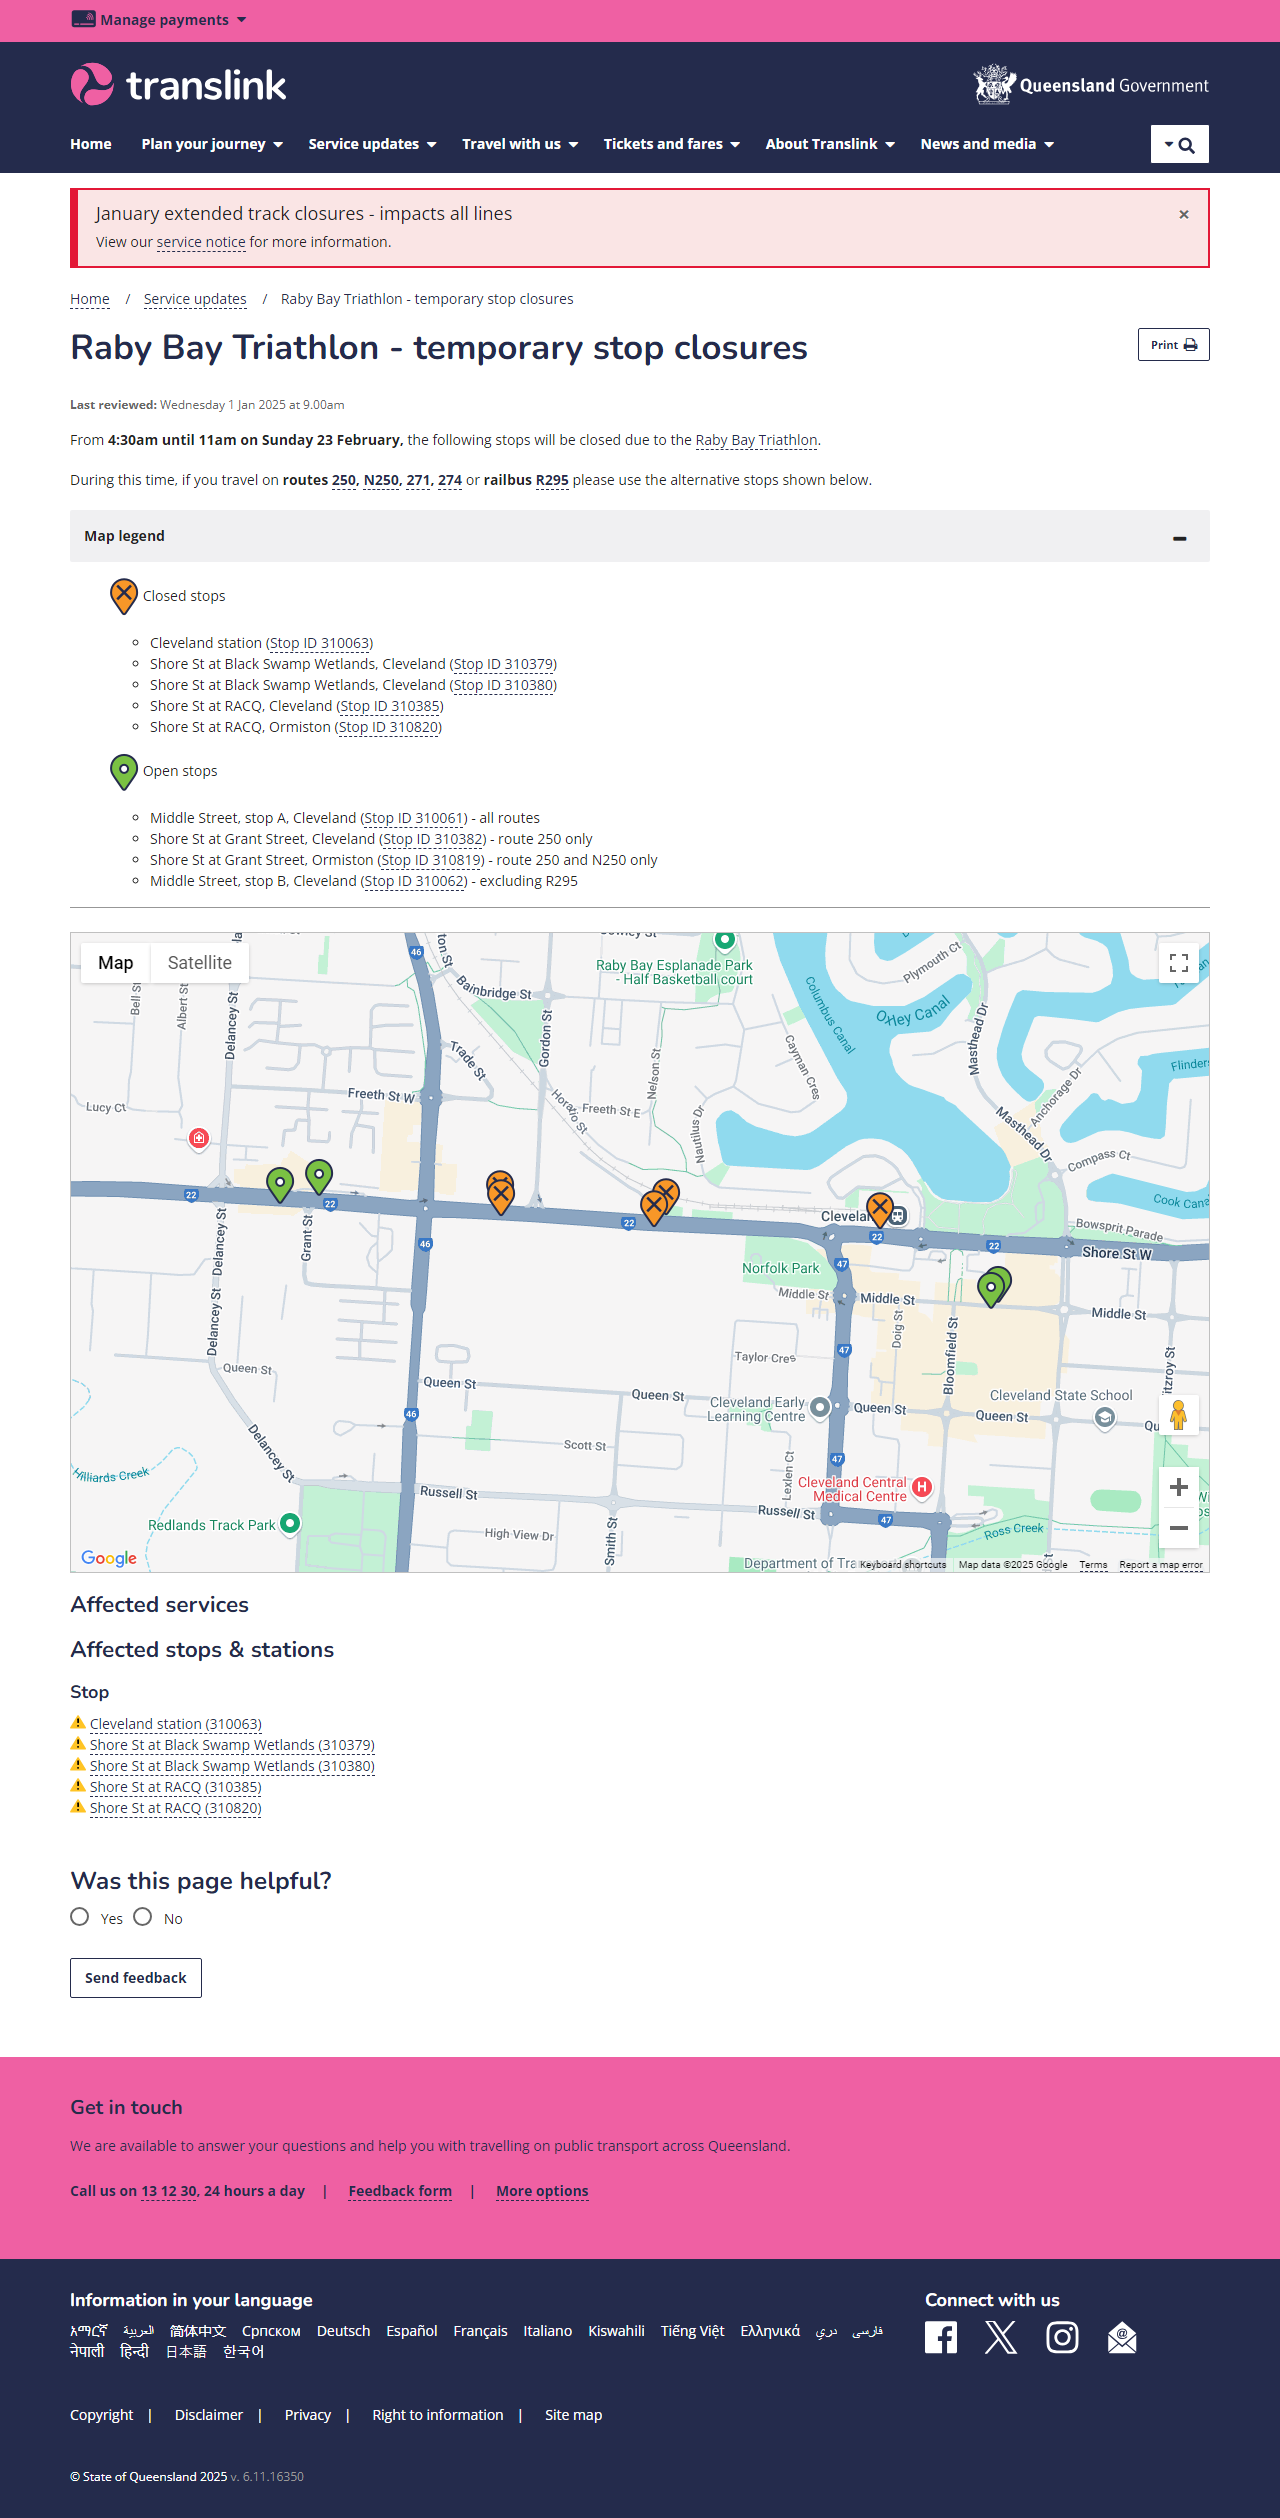 Manage payments
translink
Queensland Government
Home Plan your journey Service updates Travel with us Tickets and fares About Translink News and media
January extended track closures - impacts all lines
×
View our service notice for more information.
Home / Service updates / Raby Bay Triathlon - temporary stop closures
Raby Bay Triathlon - temporary stop closures
Print
Last reviewed: Wednesday 1 Jan 2025 at 9.00am
From 4:30am until 11am on Sunday 23 February, the following stops will be closed due to the Raby Bay Triathlon.
During this time, if you travel on routes 250, N250, 271, 274 or railbus R295 please use the alternative stops shown below.
Map legend
Closed stops
Cleveland station (Stop ID 310063)
Shore St at Black Swamp Wetlands, Cleveland (Stop ID 310379)
Shore St at Black Swamp Wetlands, Cleveland (Stop ID 310380)
Shore St at RACQ, Cleveland (Stop ID 310385)
Shore St at RACQ, Ormiston (Stop ID 310820)
Open stops
Middle Street, stop A, Cleveland (Stop ID 310061) - all routes
Shore St at Grant Street, Cleveland (Stop ID 310382) - route 250 only
Shore St at Grant Street, Ormiston (Stop ID 310819) - route 250 and N250 only
Middle Street, stop B, Cleveland (Stop ID 310062) - excluding R295
Map Satellite
46
Raby Bay Esplanade Park
- Half Basketball court
Plymouth Ct
Bell St
Albert St
Delancey St
Bainbridge St
Gordon St
Trade St
Columbus Canal
O'Hey Canal
Masthead Dr
Cayman Cres
Nelson St
Freeth St W
Horatio St
Freeth St E
Nautilus Dr
Anchorage Dr
Masthead Dr
Flinders
Lucy Ct
Compass Ct
Cook Cana
22
22
22
22
22
Delancey St
Grant St
46
Bowsprit Parade
Shore St W
Norfolk Park
47
Middle St
Middle St
Middle St
Doig St
Bloomfield St
Delancey St
Queen St
Queen St
Queen St
Taylor Cres
47
Cleveland Early
Learning Centre
Queen St
Queen St
Cleveland State School
46
Delancey St
Scott St
47
Lexlen Ct
Hilliards Creek
Russell St
Cleveland Central
Medical Centre
Russell St
47
Ross Creek
Redlands Track Park
High View Dr
Smith St
Google
Keyboard shortcuts Map data ©2025 Google Terms Report a map error
Affected services
Affected stops & stations
Stop
Cleveland station (310063)
Shore St at Black Swamp Wetlands (310379)
Shore St at Black Swamp Wetlands (310380)
Shore St at RACQ (310385)
Shore St at RACQ (310820)
Was this page helpful?
Yes No
Send feedback
Get in touch
We are available to answer your questions and help you with travelling on public transport across Queensland.
Call us on 13 12 30, 24 hours a day | Feedback form | More options
Information in your language
Connect with us
አማርኛ العربية 简体中文 Српском Deutsch Español Français Italiano Kiswahili Tiếng Việt Ελληνικά دري فارسی
नेपाली हिन्दी 日本語 한국어
Copyright | Disclaimer | Privacy | Right to information | Site map
© State of Queensland 2025 v. 6.11.16350